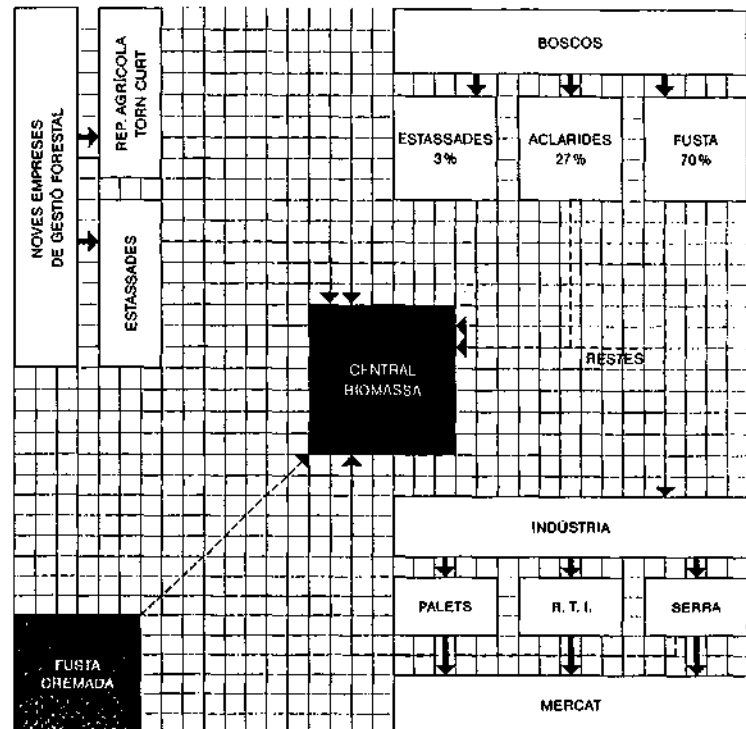 BOSCOS
NOVES EMPRESES
DE GESTIÓ FORESTAL
REP. AGRÍCOLA
TORN CURT
ESTASSADES
3%
ACLARIDES
27%
FUSTA
70%
ESTASSADES
CENTRAL
BIOMASSA
RESTES
INDÚSTRIA
PALETS
R. T. I.
SERRA
FUSTA
CREMADA
MERCAT